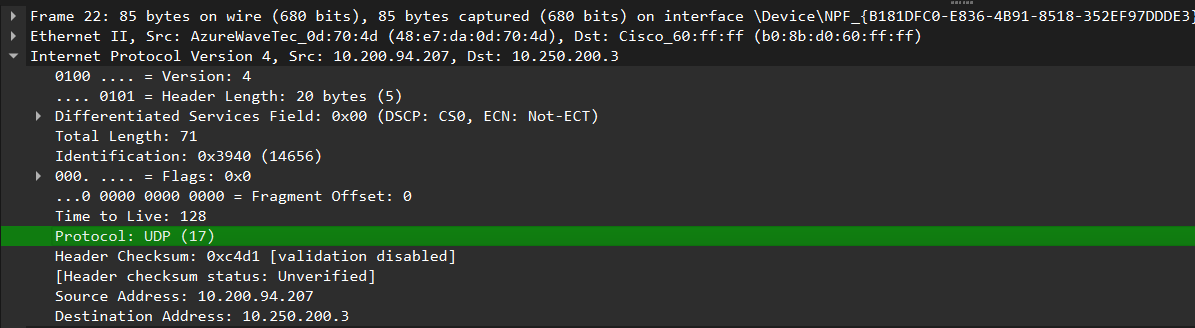 Frame 22: 85 bytes on wire (680 bits), 85 bytes captured (680 bits) on interface \Device\NPF_{B181DFC0-E836-4B91-8518-352EF97DDDE3}
Ethernet II, Src: AzureWaveTec_0d:70:4d (48:e7:da:0d:70:4d), Dst: Cisco_60:ff:ff (b0:8b:d0:60:ff:ff)
Internet Protocol Version 4, Src: 10.200.94.207, Dst: 10.250.200.3
0100 .... = Version: 4
.... 0101 = Header Length: 20 bytes (5)
Differentiated Services Field: 0x00 (DSCP: CS0, ECN: Not-ECT)
Total Length: 71
Identification: 0x3940 (14656)
000. .... = Flags: 0x0
...0 0000 0000 0000 = Fragment Offset: 0
Time to Live: 128
Protocol: UDP (17)
Header Checksum: 0xc4d1 [validation disabled]
[Header checksum status: Unverified]
Source Address: 10.200.94.207
Destination Address: 10.250.200.3